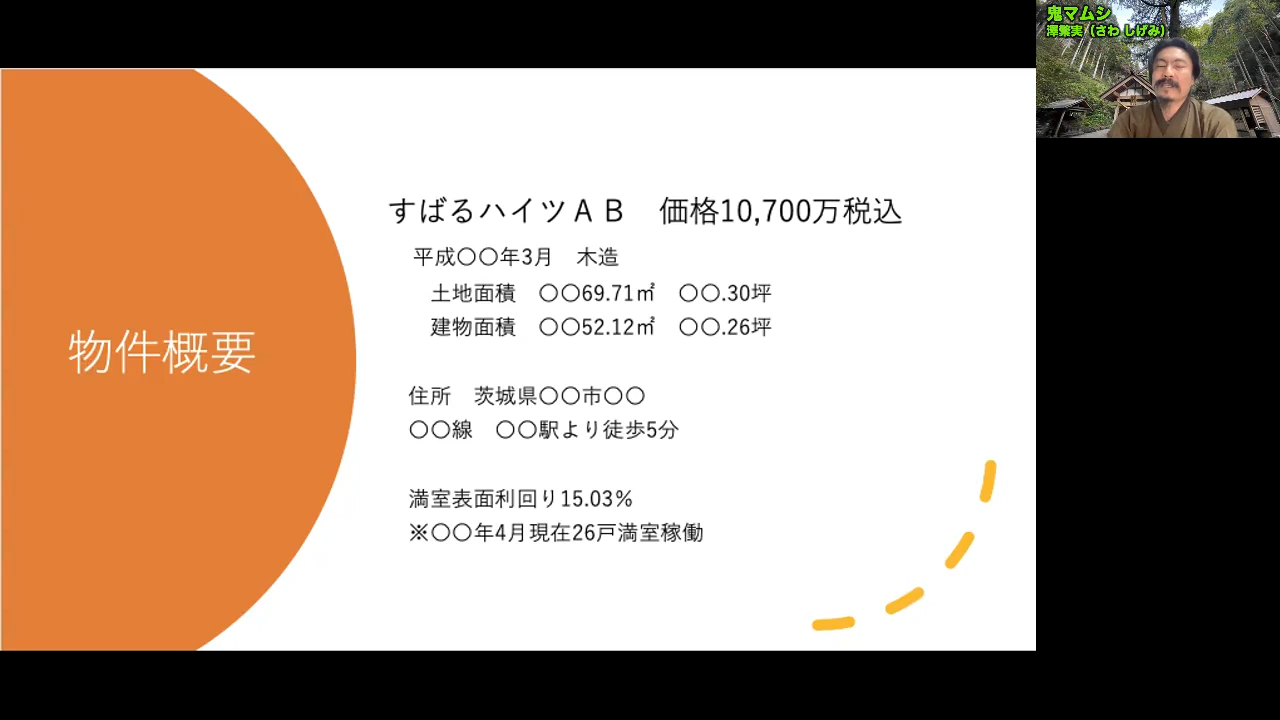 鬼マムシ
澤繁実（さわ しげみ）
物件概要
すばるハイツＡＢ　価格10,700万税込
平成〇〇年3月　木造
土地面積　〇〇69.71㎡　〇〇.30坪
建物面積　〇〇52.12㎡　〇〇.26坪
住所　茨城県〇〇市〇〇
〇〇線　〇〇駅より徒歩5分
満室表面利回り15.03％
※〇〇年4月現在26戸満室稼働